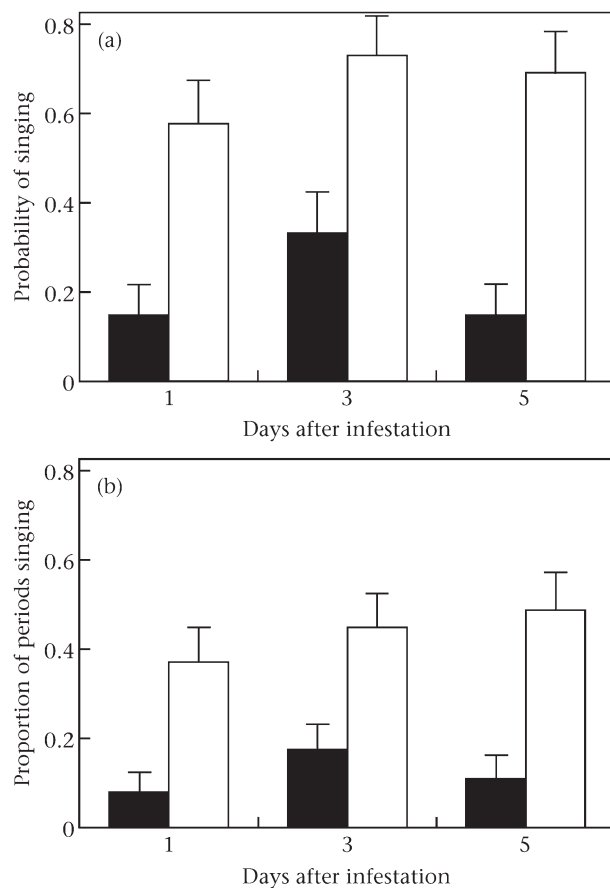 (a)
Probability of singing
0.8
0.6
0.4
0.2
0
1 3 5
Days after infestation
(b)
Proportion of periods singing
0.8
0.6
0.4
0.2
0
1 3 5
Days after infestation